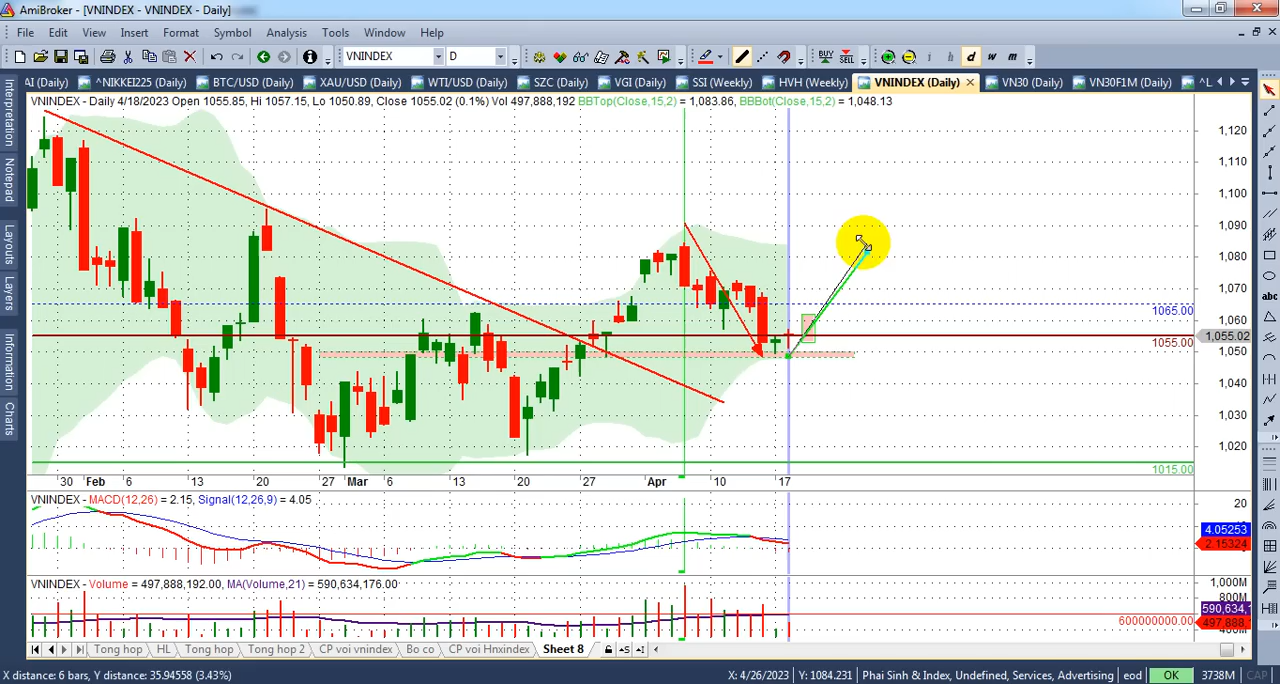 AmiBroker - [VNINDEX - VNINDEX - Daily]
File Edit View Insert Format Symbol Analysis Tools Window Help
VNINDEX D BUY SELL i h d w m
AI (Daily) ^NIKKEI225 (Daily) BTC/USD (Daily) XAU/USD (Daily) WTI/USD (Daily) SZC (Daily) VGI (Daily) SSI (Weekly) HVH (Weekly) VNINDEX (Daily) VN30 (Daily) VN30F1M (Daily) ^L
VNINDEX - Daily 4/18/2023 Open 1055.85, Hi 1057.15, Lo 1050.89, Close 1055.02 (0.1%) Vol 497,888,192 BBTop(Close,15,2) = 1,083.86, BBBot(Close,15,2) = 1,048.13
Interpretation
Notepad
Layouts
Layers
Information
Charts
abc
1,120
1,110
1,100
1,090
1,080
1,070
1065.00
1,060
1,055.02
1055.00
1,050
1,040
1,030
1,020
1015.00
30 Feb 6 13 20 27 Mar 6 13 20 27 Apr 10 17
VNINDEX - MACD(12,26) = 2.15, Signal(12,26,9) = 4.05
20
4.05253
2.15324
VNINDEX - Volume = 497,888,192.00, MA(Volume,21) = 590,634,176.00
1,000M
800M
590,634,1
600000000.00
497,888,
Tong hop HL Tong hop Tong hop 2 CP voi vnindex Bo co CP voi Hnxindex Sheet 8
X distance: 6 bars, Y distance: 35.94558 (3.43%) X: 4/26/2023 Y: 1084.231 Phai Sinh & Index, Undefined, Services, Advertising eod OK 3738M CAP